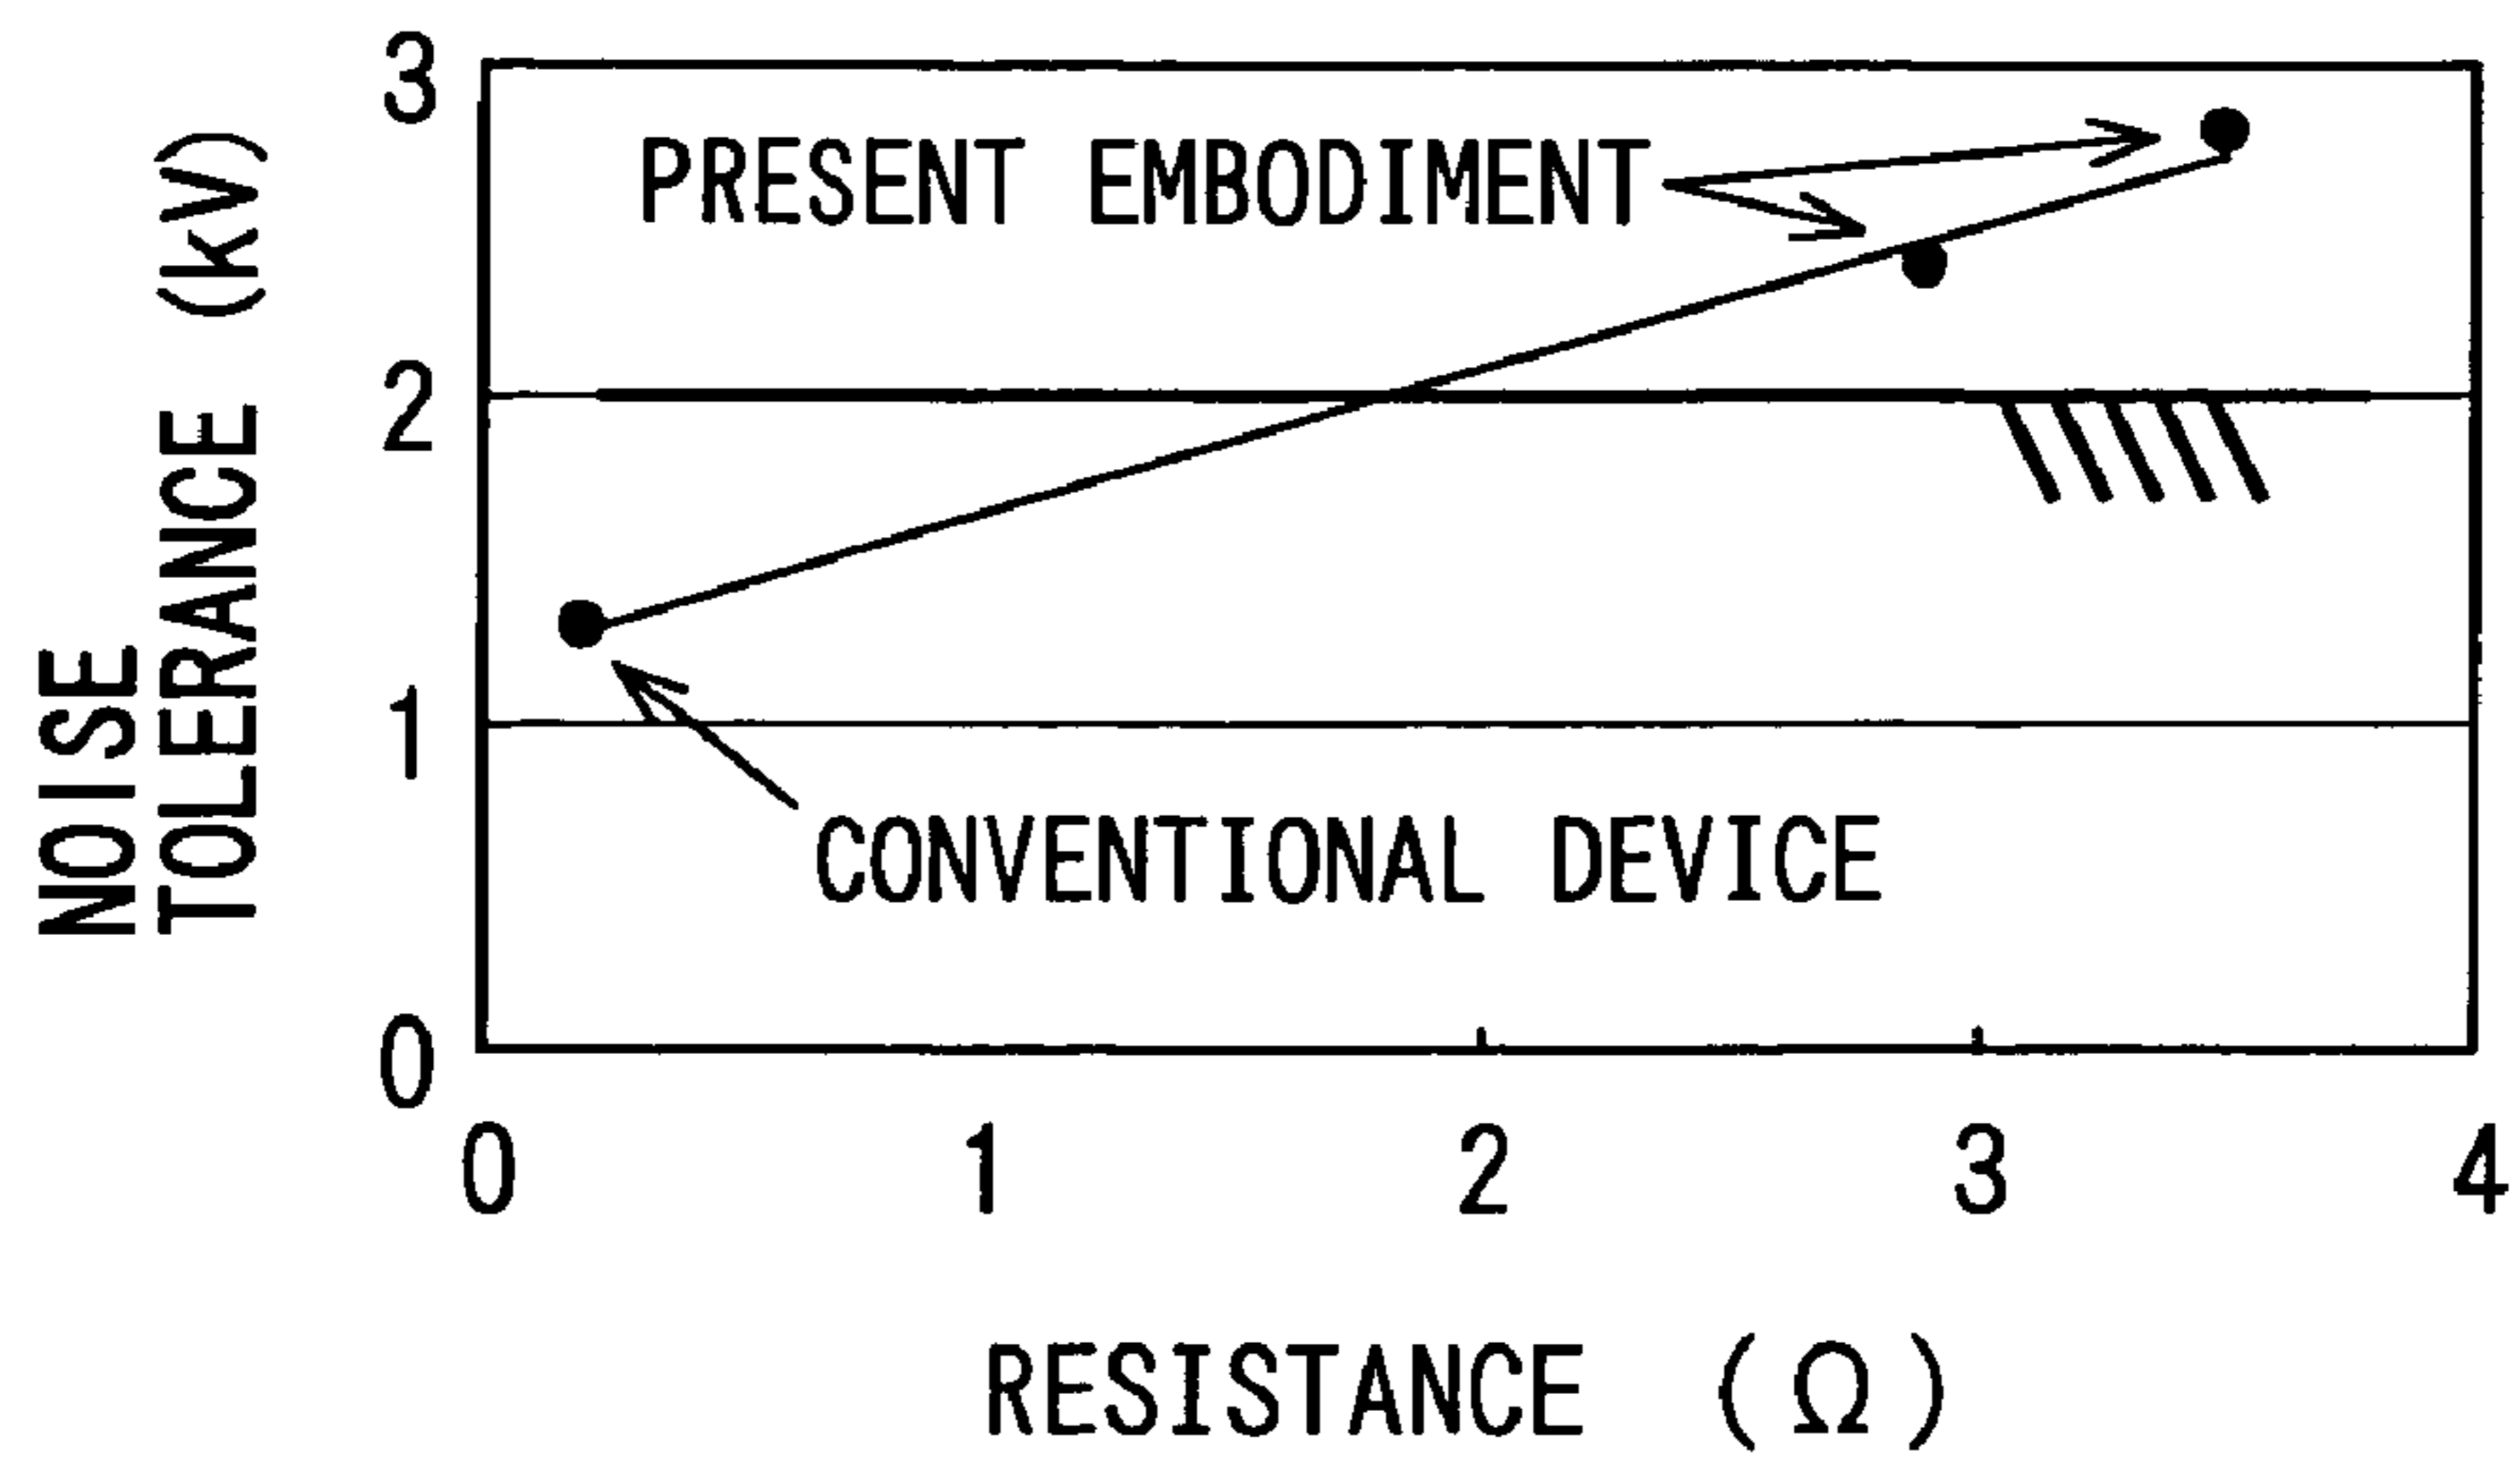 3
PRESENT EMBODIMENT
2
1
CONVENTIONAL DEVICE
0
NOISE
TOLERANCE (kV)
0 1 2 3 4
RESISTANCE (Ω)